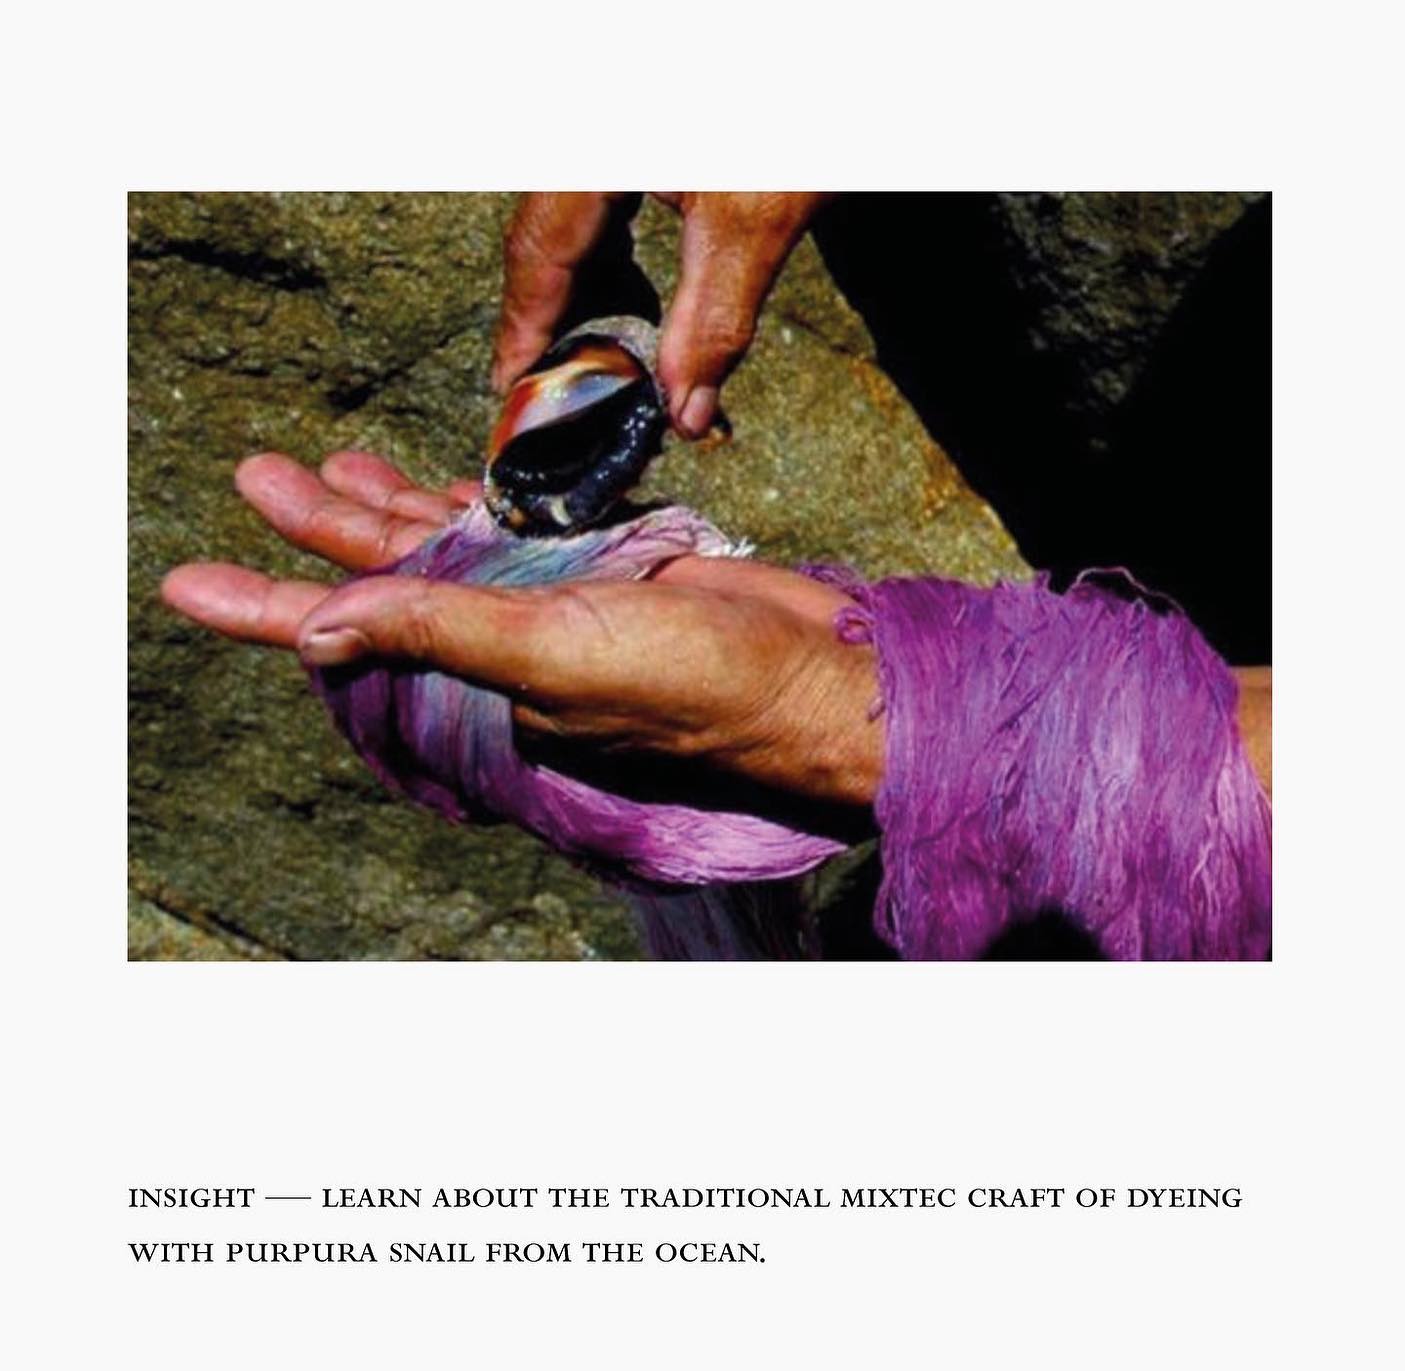 INSIGHT — LEARN ABOUT THE TRADITIONAL MIXTEC CRAFT OF DYEING
WITH PURPURA SNAIL FROM THE OCEAN.